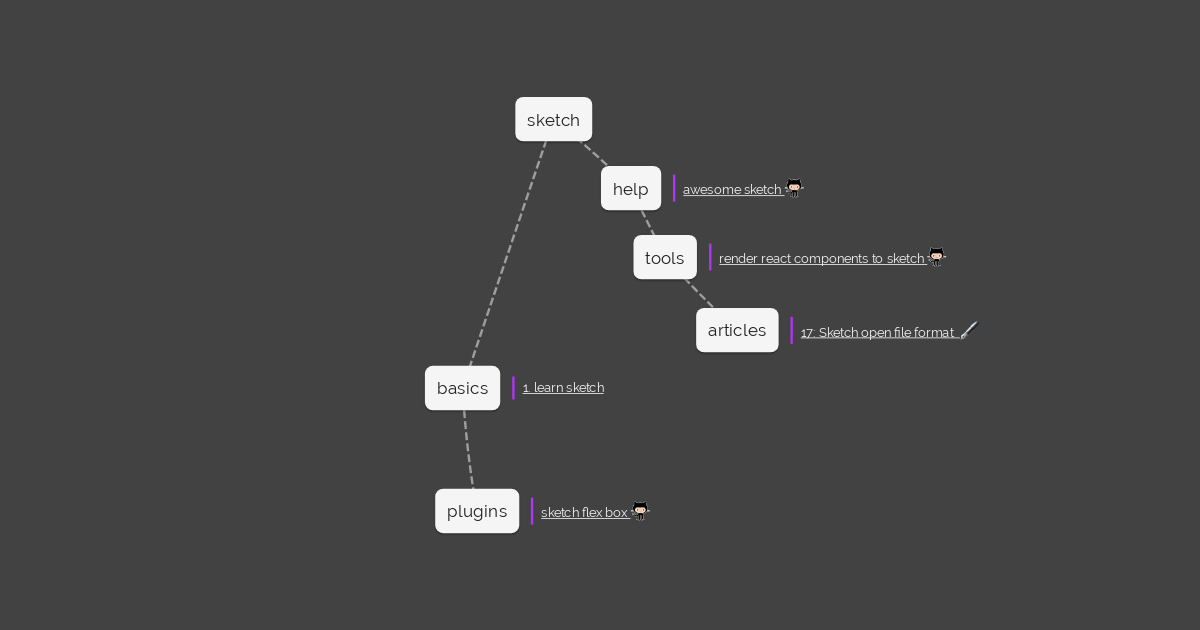 sketch
help
awesome sketch
tools
render react components to sketch
articles
17: Sketch open file format
basics
1. learn sketch
plugins
sketch flex box